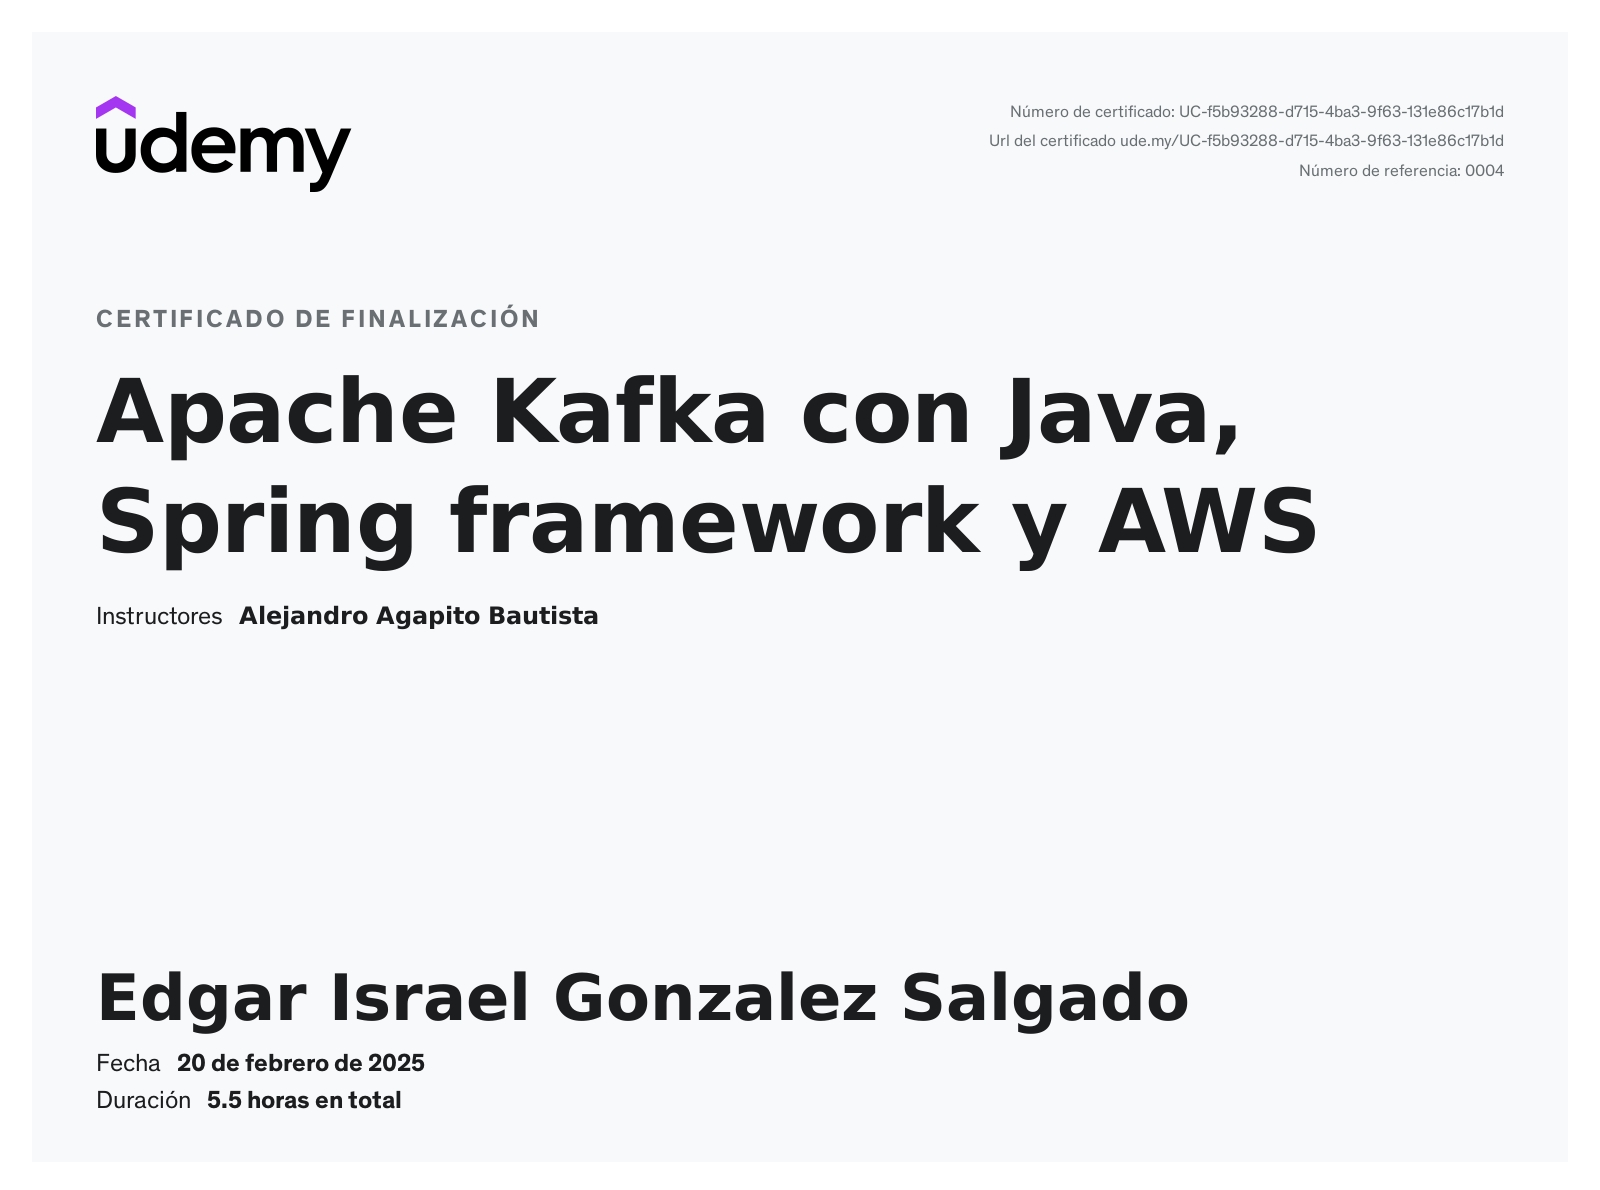 udemy
Número de certificado: UC-f5b93288-d715-4ba3-9f63-131e86c17b1d
Url del certificado ude.my/UC-f5b93288-d715-4ba3-9f63-131e86c17b1d
Número de referencia: 0004
CERTIFICADO DE FINALIZACIÓN
Apache Kafka con Java,
Spring framework y AWS
Instructores Alejandro Agapito Bautista
Edgar Israel Gonzalez Salgado
Fecha 20 de febrero de 2025
Duración 5.5 horas en total